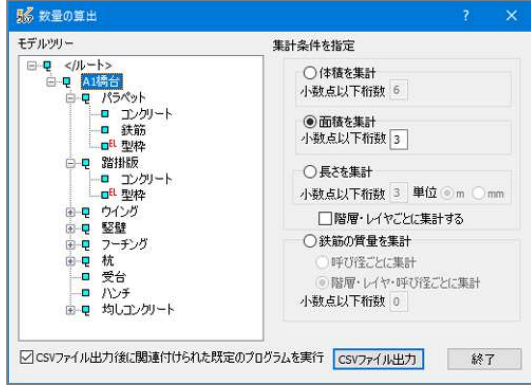 数量の算出
? ×
モデルツリー
</ルート>
A1橋台
パラペット
コンクリート
鉄筋
EL 型枠
踏掛版
コンクリート
EL 型枠
ウイング
竪壁
フーチング
杭
受台
ハンチ
均しコンクリート
集計条件を指定
体積を集計
小数点以下桁数 6
面積を集計
小数点以下桁数 3
長さを集計
小数点以下桁数 3 単位 m mm
階層・レイヤごとに集計する
鉄筋の質量を集計
呼び径ごとに集計
階層・レイヤ・呼び径ごとに集計
小数点以下桁数 0
CSVファイル出力後に関連付けられた既定のプログラムを実行 CSVファイル出力 終了